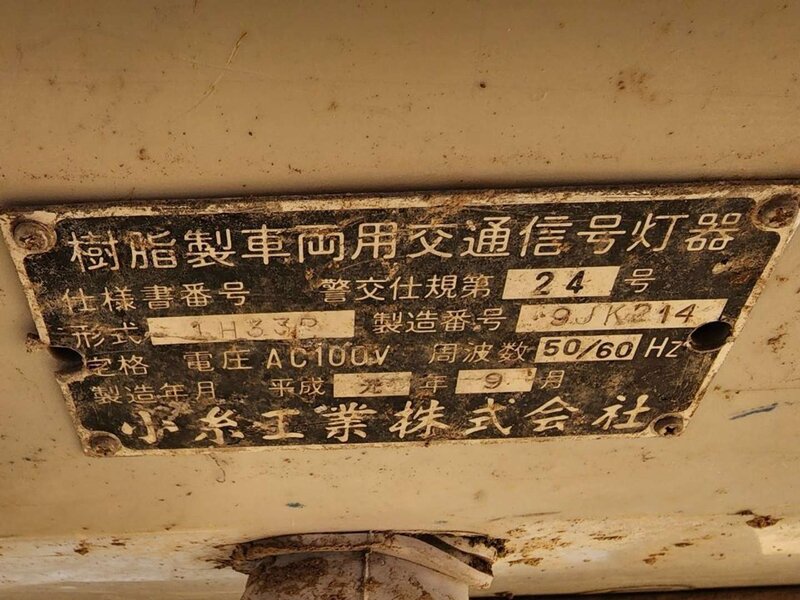 樹脂製車両用交通信号灯器
仕様書番号 警交仕規第 24 号
形式 1H33P 製造番号 9JK214
定格 電圧 AC100V 周波数 50/60 Hz
製造年月 平成 元 年 9 月
小糸工業株式会社